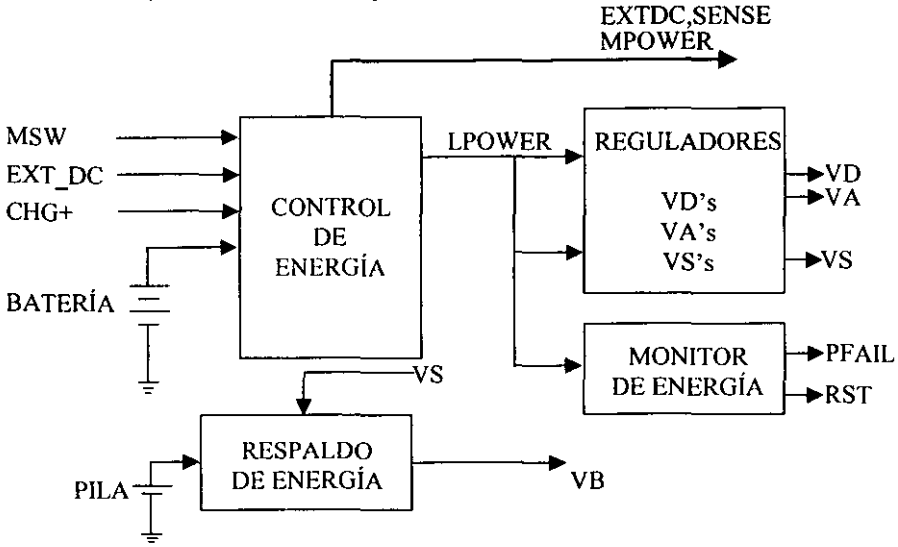 EXTDC,SENSE
MPOWER
MSW
EXT_DC
CHG+
BATERÍA
CONTROL
DE
ENERGÍA
LPOWER
REGULADORES
VD's
VA's
VS's
VD
VA
VS
MONITOR
DE ENERGÍA
PFAIL
RST
VS
RESPALDO
DE ENERGÍA
PILA
VB